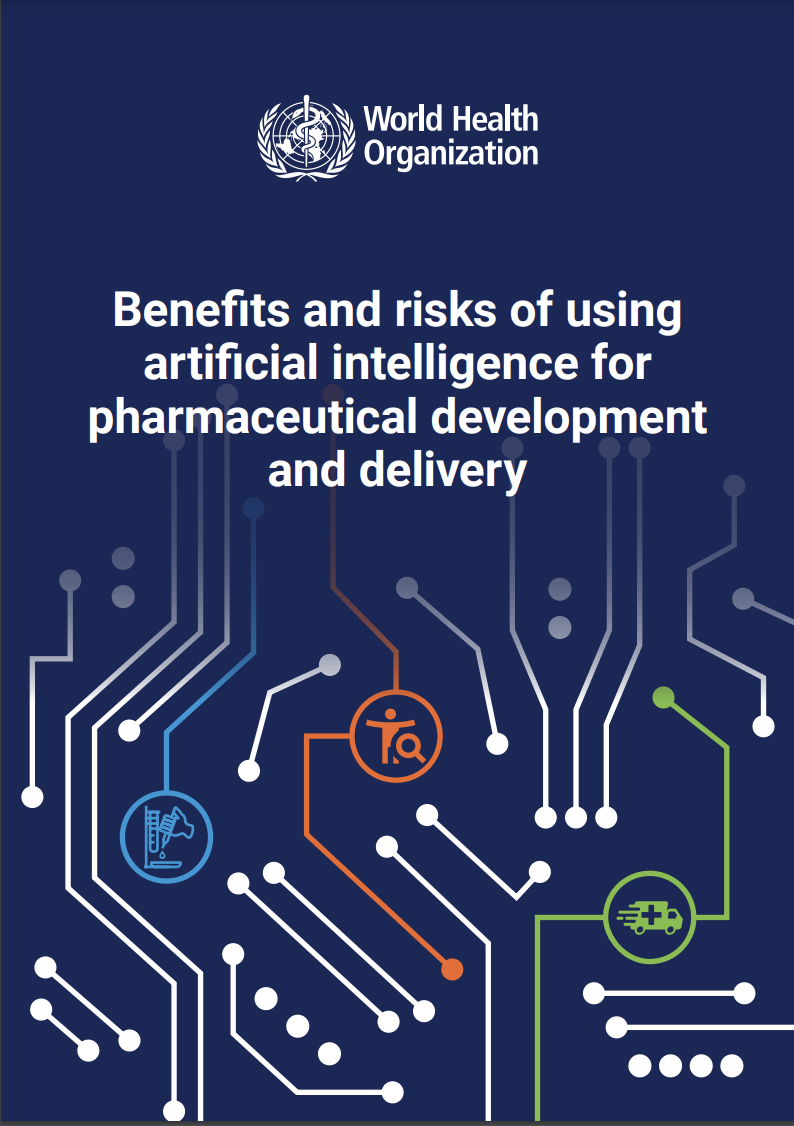 World Health
Organization
Benefits and risks of using
artificial intelligence for
pharmaceutical development
and delivery